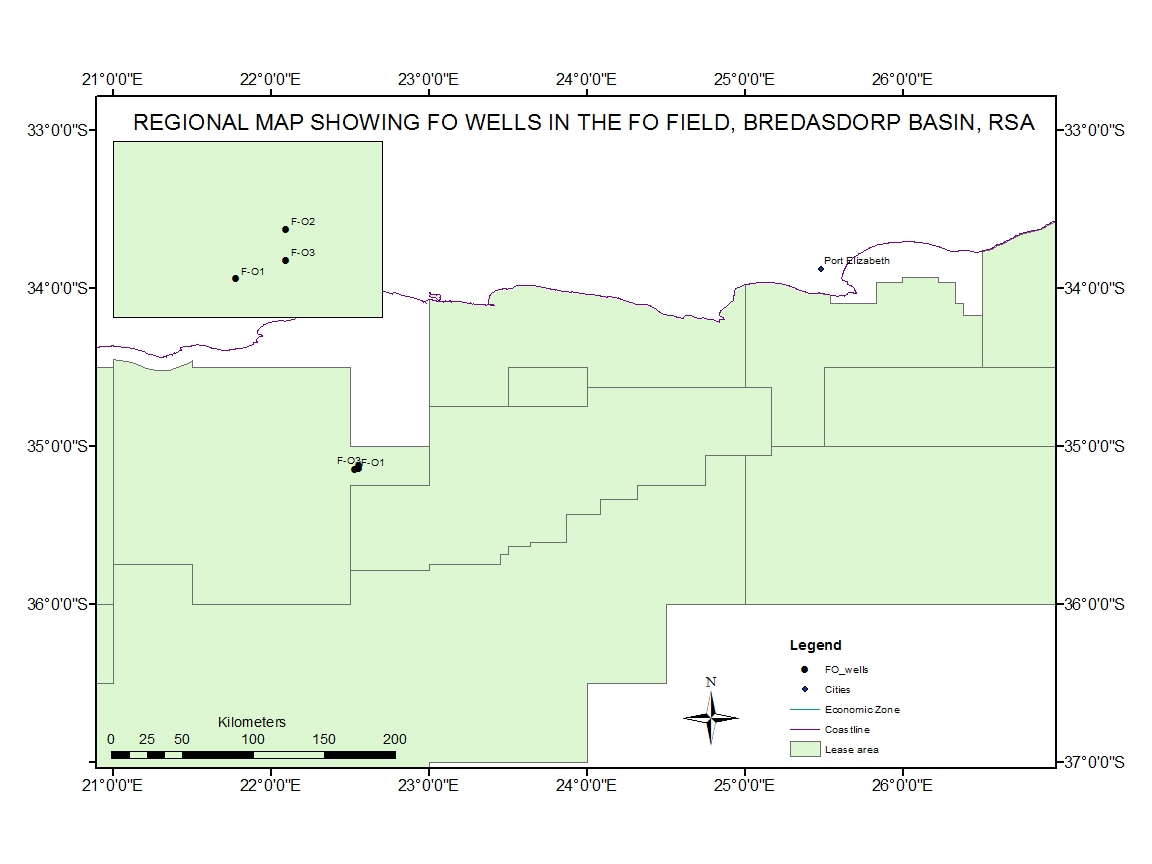 21°0'0"E 22°0'0"E 23°0'0"E 24°0'0"E 25°0'0"E 26°0'0"E
REGIONAL MAP SHOWING FO WELLS IN THE FO FIELD, BREDASDORP BASIN, RSA
33°0'0"S 33°0'0"S
F-O2
F-O3
F-O1
Port Elizabeth
34°0'0"S 34°0'0"S
35°0'0"S 35°0'0"S
F-O1
36°0'0"S 36°0'0"S
Legend
FO_wells
Cities
Economic Zone
Coastline
Lease area
N
Kilometers
0 25 50 100 150 200
37°0'0"S
21°0'0"E 22°0'0"E 23°0'0"E 24°0'0"E 25°0'0"E 26°0'0"E